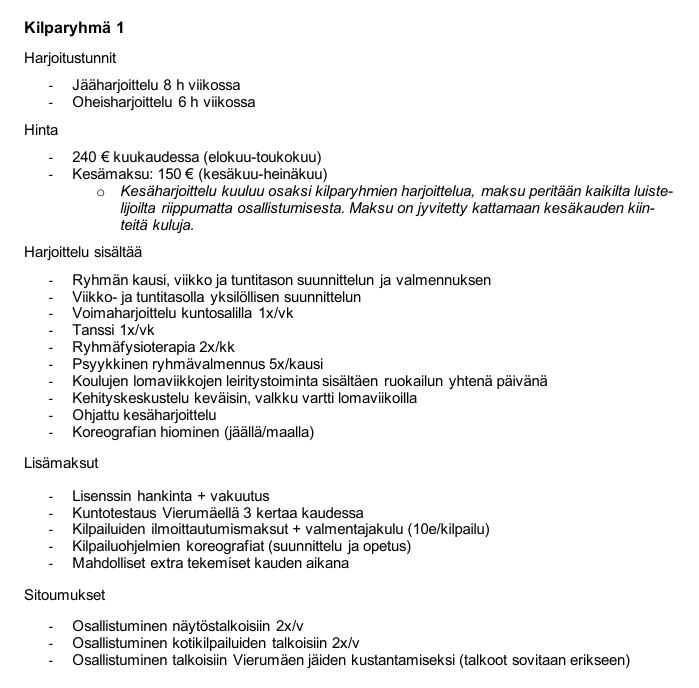 Kilparyhmä 1
Harjoitustunnit
- Jääharjoittelu 8 h viikossa
- Oheisharjoittelu 6 h viikossa
Hinta
- 240 € kuukaudessa (elokuu-toukokuu)
- Kesämaksu: 150 € (kesäkuu-heinäkuu)
o Kesäharjoittelu kuuluu osaksi kilparyhmien harjoittelua, maksu peritään kaikilta luiste-
lijoilta riippumatta osallistumisesta. Maksu on jyvitetty kattamaan kesäkauden kiin-
teitä kuluja.
Harjoittelu sisältää
- Ryhmän kausi, viikko ja tuntitason suunnittelun ja valmennuksen
- Viikko- ja tuntitasolla yksilöllisen suunnittelun
- Voimaharjoittelu kuntosalilla 1x/vk
- Tanssi 1x/vk
- Ryhmäfysioterapia 2x/kk
- Psyykkinen ryhmävalmennus 5x/kausi
- Koulujen lomaviikkojen leiritystoiminta sisältäen ruokailun yhtenä päivänä
- Kehityskeskustelu keväisin, valkku vartti lomaviikoilla
- Ohjattu kesäharjoittelu
- Koreografian hiominen (jäällä/maalla)
Lisämaksut
- Lisenssin hankinta + vakuutus
- Kuntotestaus Vierumäellä 3 kertaa kaudessa
- Kilpailuiden ilmoittautumismaksut + valmentajakulu (10e/kilpailu)
- Kilpailuohjelmien koreografiat (suunnittelu ja opetus)
- Mahdolliset extra tekemiset kauden aikana
Sitoumukset
- Osallistuminen näytöstalkoisiin 2x/v
- Osallistuminen kotikilpailuiden talkoisiin 2x/v
- Osallistuminen talkoisiin Vierumäen jäiden kustantamiseksi (talkoot sovitaan erikseen)